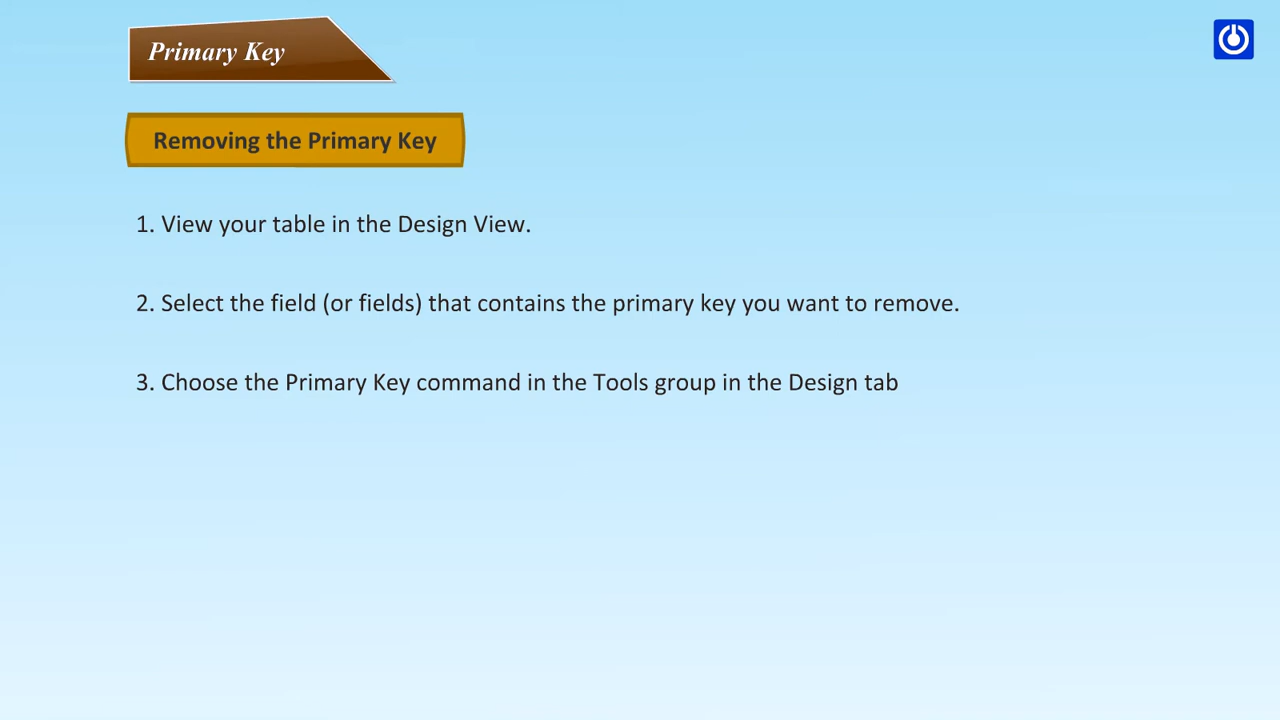 Primary Key
Removing the Primary Key
1. View your table in the Design View.
2. Select the field (or fields) that contains the primary key you want to remove.
3. Choose the Primary Key command in the Tools group in the Design tab